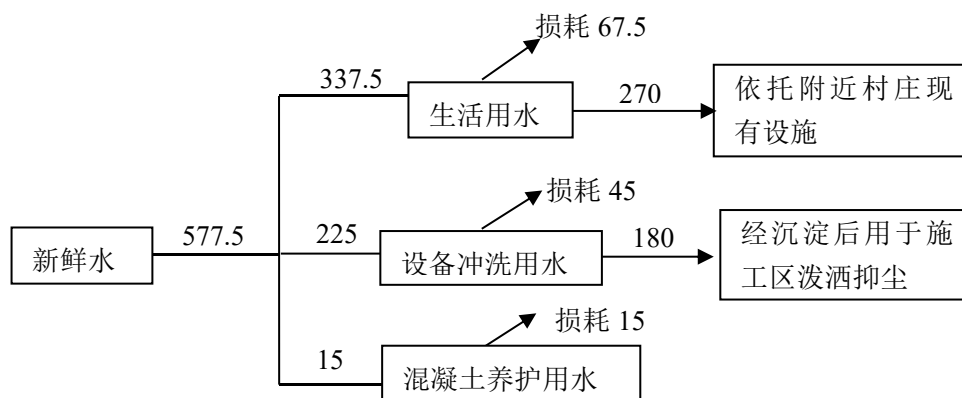 损耗 67.5
337.5
生活用水
270
依托附近村庄现
有设施
损耗 45
新鲜水
577.5
225
设备冲洗用水
180
经沉淀后用于施
工区泼洒抑尘
损耗 15
15
混凝土养护用水